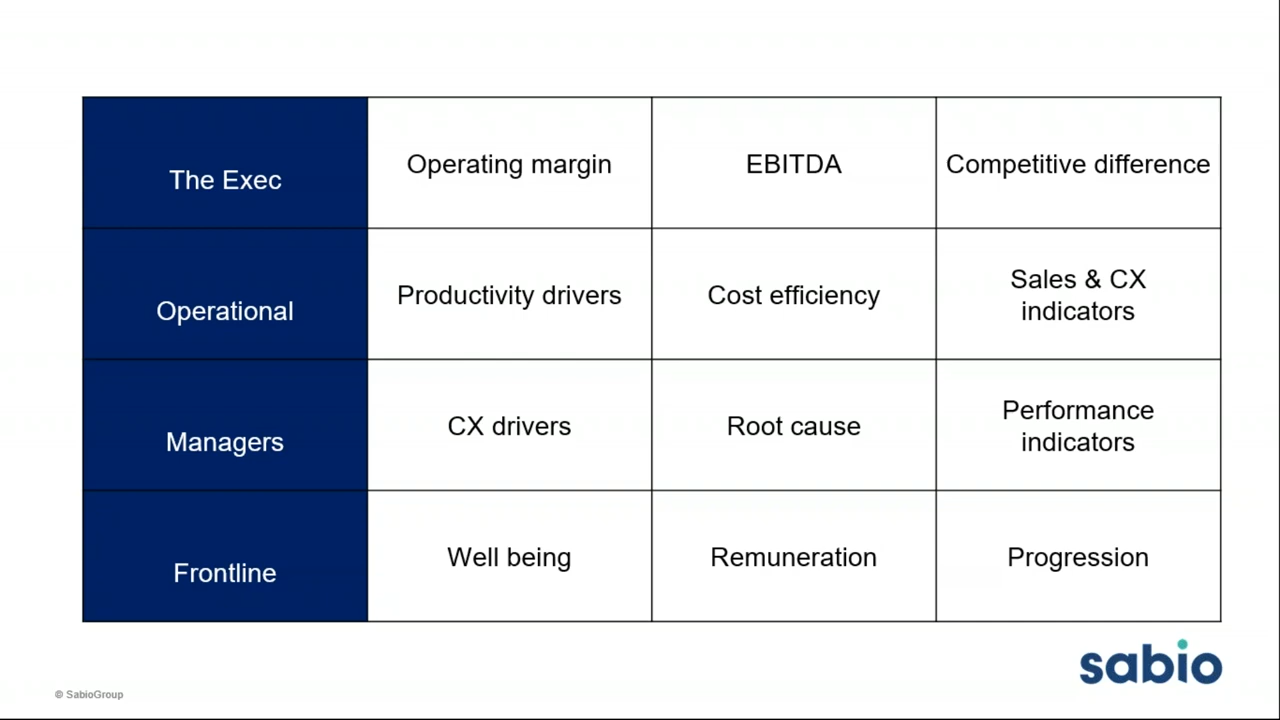 The Exec
Operating margin
EBITDA
Competitive difference
Operational
Productivity drivers
Cost efficiency
Sales & CX
indicators
Managers
CX drivers
Root cause
Performance
indicators
Frontline
Well being
Remuneration
Progression
sabio
© SabioGroup